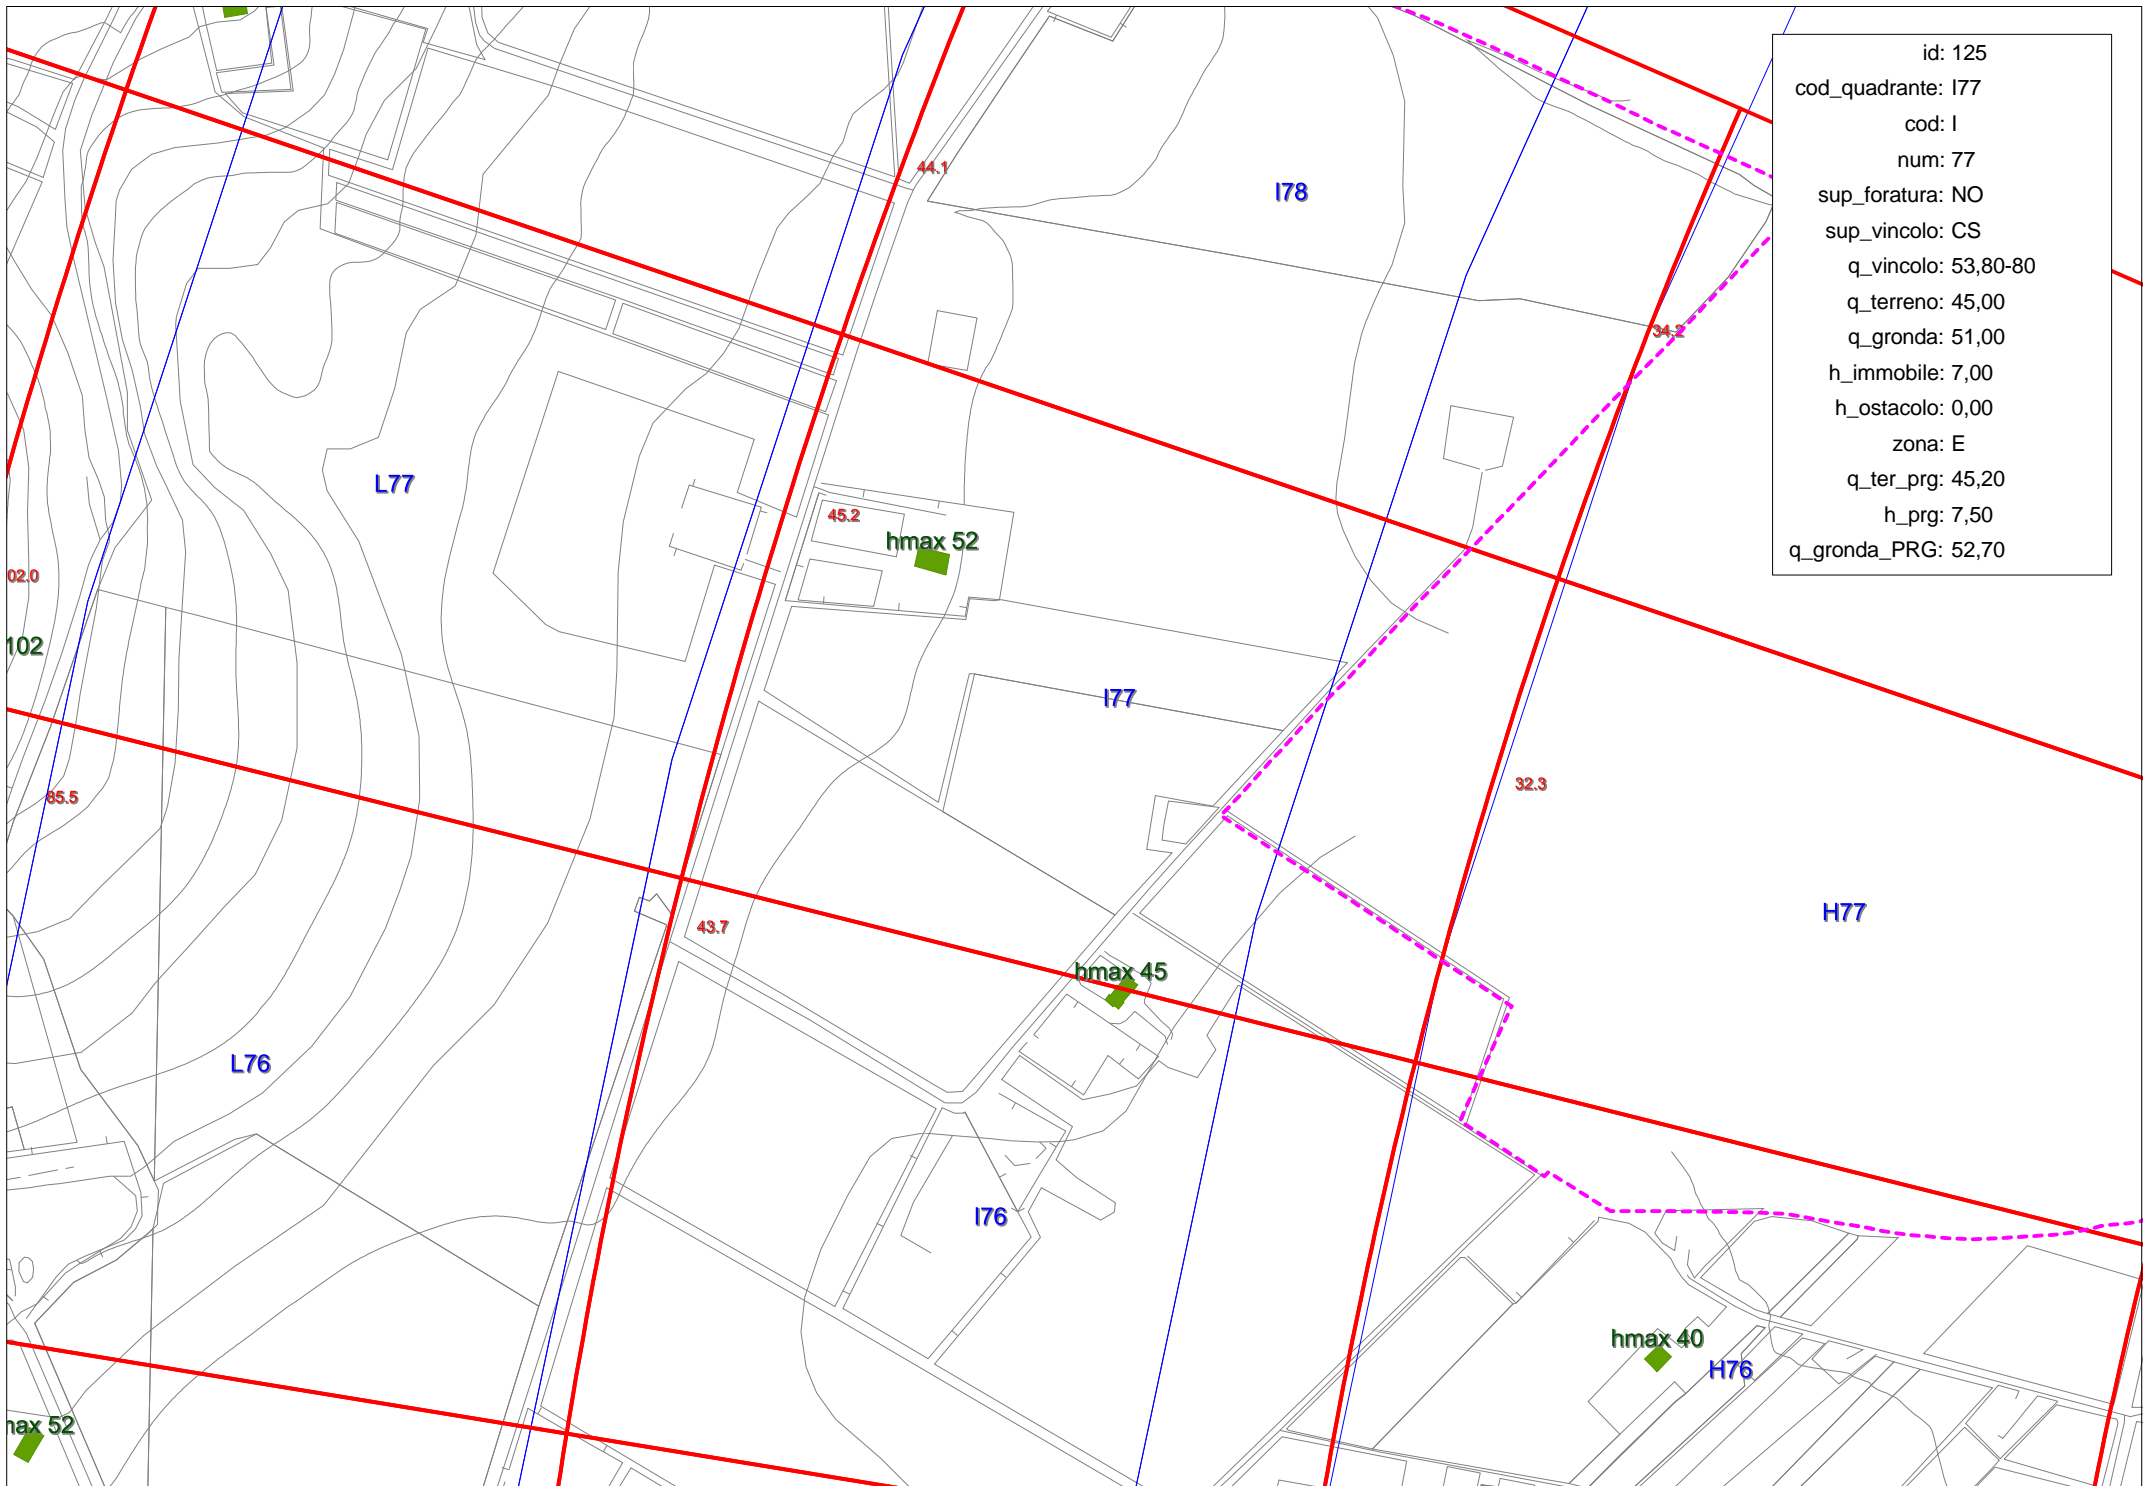 id: 125
cod_quadrante: I77
cod: I
num: 77
sup_foratura: NO
sup_vincolo: CS
q_vincolo: 53,80-80
q_terreno: 45,00
q_gronda: 51,00
h_immobile: 7,00
h_ostacolo: 0,00
zona: E
q_ter_prg: 45,20
h_prg: 7,50
q_gronda_PRG: 52,70
44.1
I78
34.2
L77
45.2
hmax 52
02.0
102
I77
85.5
32.3
H77
43.7
hmax 45
L76
I76
hmax 40
H76
max 52